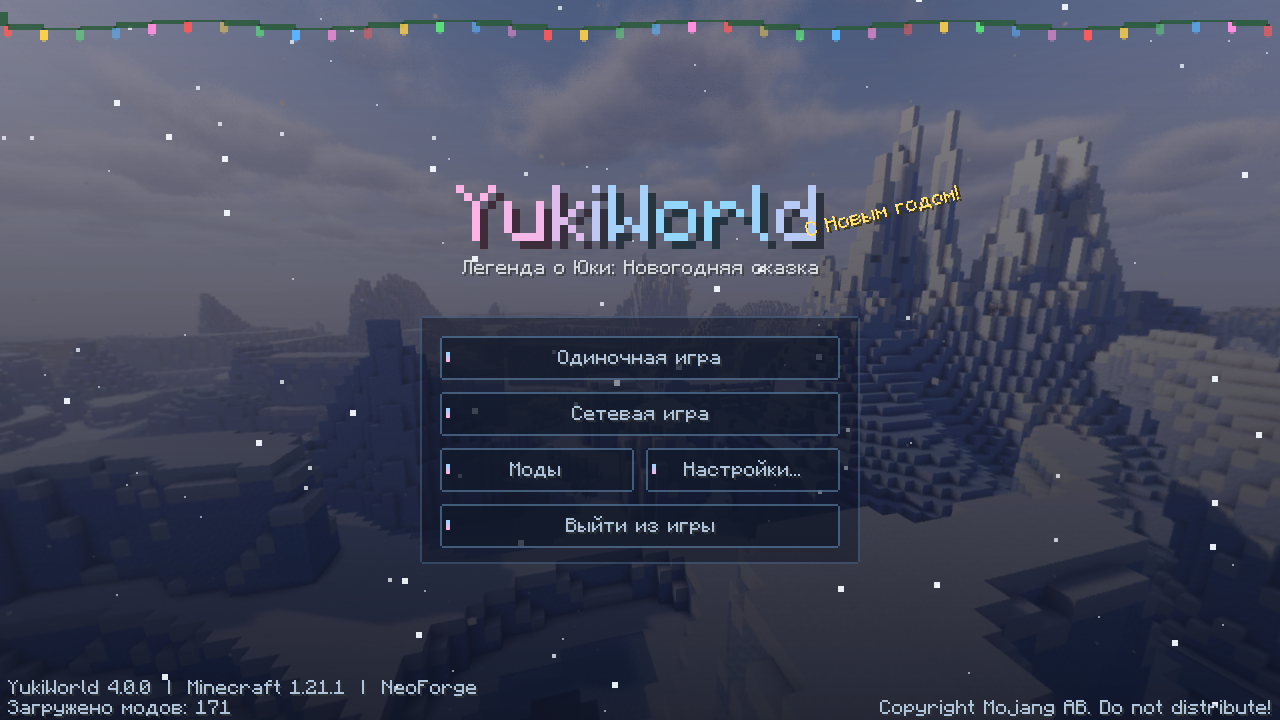 YukiWorld
С Новым годом!
Легенда о Юки: Новогодняя сказка
Одиночная игра
Сетевая игра
Моды
Настройки...
Выйти из игры
YukiWorld 4.0.0 | Minecraft 1.21.1 | NeoForge
Загружено модов: 171
Copyright Mojang AB. Do not distribute!